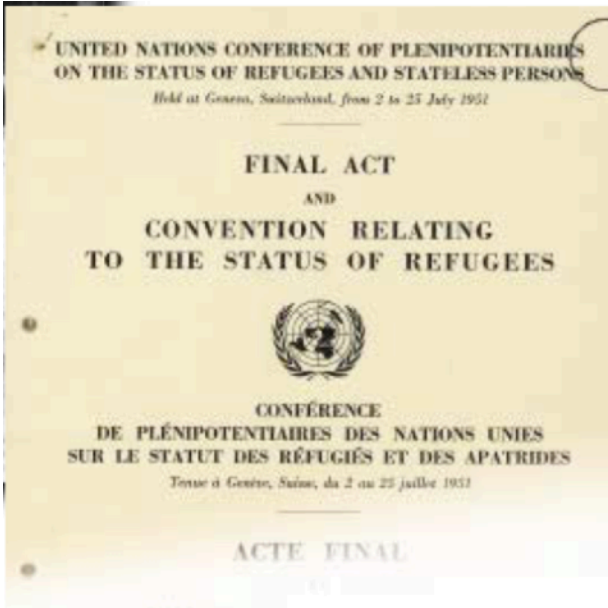 UNITED NATIONS CONFERENCE OF PLENIPOTENTIARIES
ON THE STATUS OF REFUGEES AND STATELESS PERSONS
Held at Geneva, Switzerland, from 2 to 25 July 1951
FINAL ACT
AND
CONVENTION RELATING
TO THE STATUS OF REFUGEES
CONFÉRENCE
DE PLÉNIPOTENTIAIRES DES NATIONS UNIES
SUR LE STATUT DES RÉFUGIÉS ET DES APATRIDES
Tenue à Genève, Suisse, du 2 au 25 juillet 1951
ACTE FINAL